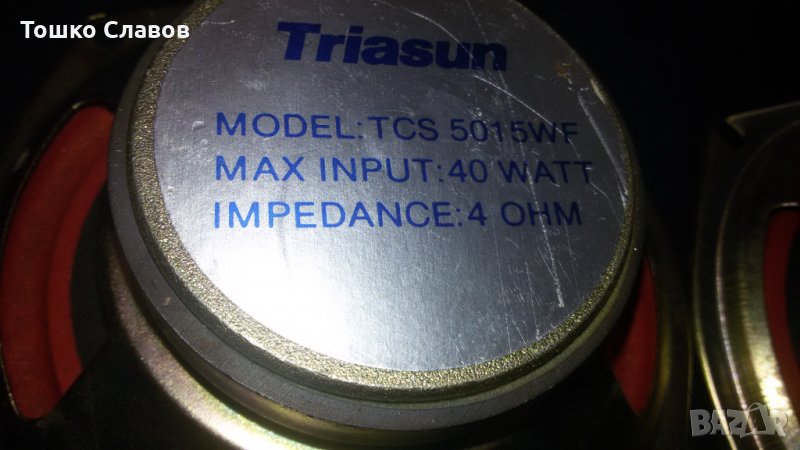 Тошко Славов
Triasun
MODEL:TCS 5015WF
MAX INPUT:40 WATT
IMPEDANCE:4 OHM
BAZAR